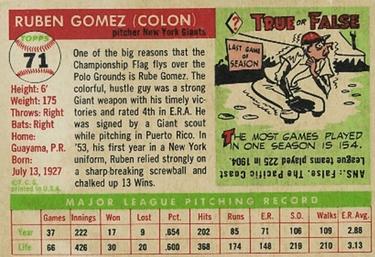 RUBEN GOMEZ (COLON)
pitcher New York Giants
TOPPS
71
Height: 6'
Weight: 175
Throws: Right
Bats: Right
Home:
Guayama, P.R.
Born:
July 13, 1927
© T. C. G.
printed in U.S.A.
One of the big reasons that the
Championship Flag flys over the
Polo Grounds is Rube Gomez. The
colorful, hustle guy was a strong
Giant weapon with his timely victories
and rated 4th in E.R.A. He
was signed by a Giant scout
while pitching in Puerto Rico. In
'53, his first year in a New York
uniform, Ruben relied strongly on
a sharp-breaking screwball and
chalked up 13 Wins.
?
TRUE OR FALSE
LAST GAME
OF
SEASON
THE MOST GAMES PLAYED
IN ONE SEASON IS 154.
ANS.: False. The Pacific Coast
League teams played 225 in 1904.
MAJOR LEAGUE PITCHING RECORD
Games Innings Won Lost Pct. Hits Runs E.R. S.O. Walks E.R. Avg.
Year 37 222 17 9 .654 202 85 71 106 109 2.88
Life 66 426 30 20 .600 368 174 148 219 210 3.13